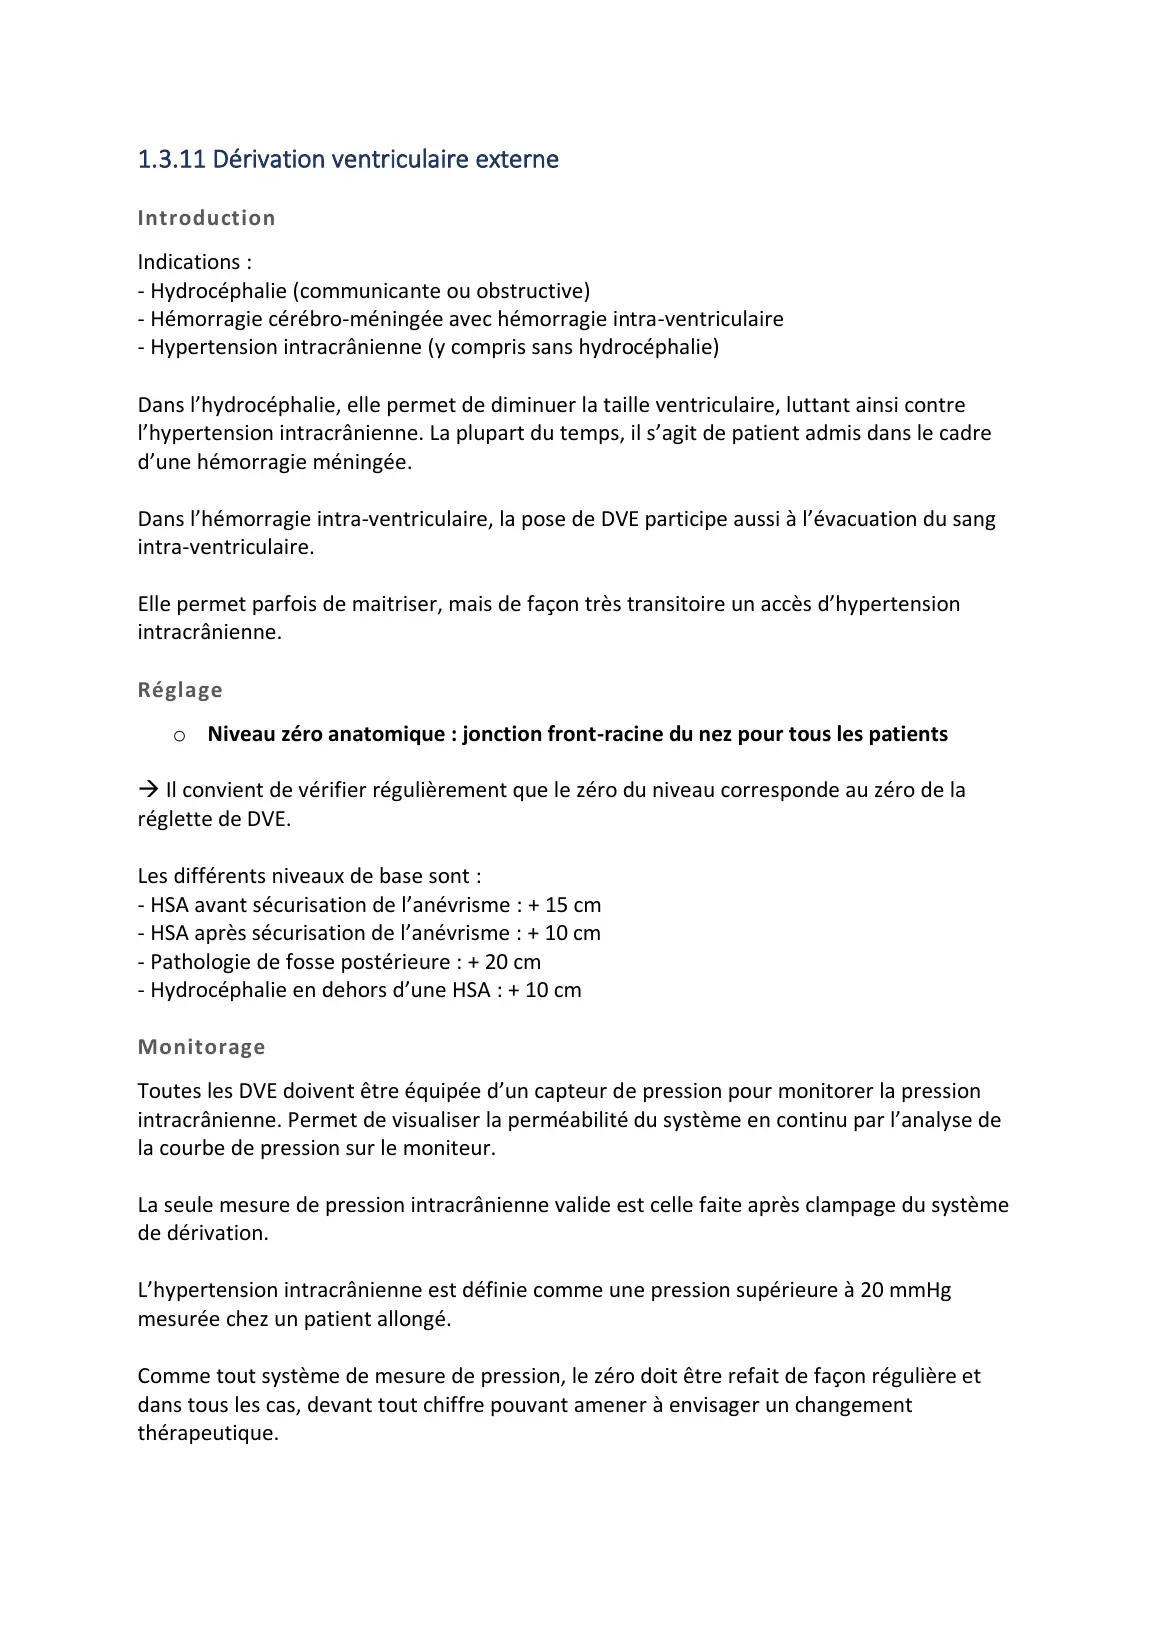 1.3.11 Dérivation ventriculaire externe
Introduction
Indications :
- Hydrocéphalie (communicante ou obstructive)
- Hémorragie cérébro-méningée avec hémorragie intra-ventriculaire
- Hypertension intracrânienne (y compris sans hydrocéphalie)
Dans l’hydrocéphalie, elle permet de diminuer la taille ventriculaire, luttant ainsi contre
l’hypertension intracrânienne. La plupart du temps, il s’agit de patient admis dans le cadre
d’une hémorragie méningée.
Dans l’hémorragie intra-ventriculaire, la pose de DVE participe aussi à l’évacuation du sang
intra-ventriculaire.
Elle permet parfois de maitriser, mais de façon très transitoire un accès d’hypertension
intracrânienne.
Réglage
o Niveau zéro anatomique : jonction front-racine du nez pour tous les patients
→ Il convient de vérifier régulièrement que le zéro du niveau corresponde au zéro de la
réglette de DVE.
Les différents niveaux de base sont :
- HSA avant sécurisation de l’anévrisme : + 15 cm
- HSA après sécurisation de l’anévrisme : + 10 cm
- Pathologie de fosse postérieure : + 20 cm
- Hydrocéphalie en dehors d’une HSA : + 10 cm
Monitorage
Toutes les DVE doivent être équipée d’un capteur de pression pour monitorer la pression
intracrânienne. Permet de visualiser la perméabilité du système en continu par l’analyse de
la courbe de pression sur le moniteur.
La seule mesure de pression intracrânienne valide est celle faite après clampage du système
de dérivation.
L’hypertension intracrânienne est définie comme une pression supérieure à 20 mmHg
mesurée chez un patient allongé.
Comme tout système de mesure de pression, le zéro doit être refait de façon régulière et
dans tous les cas, devant tout chiffre pouvant amener à envisager un changement
thérapeutique.